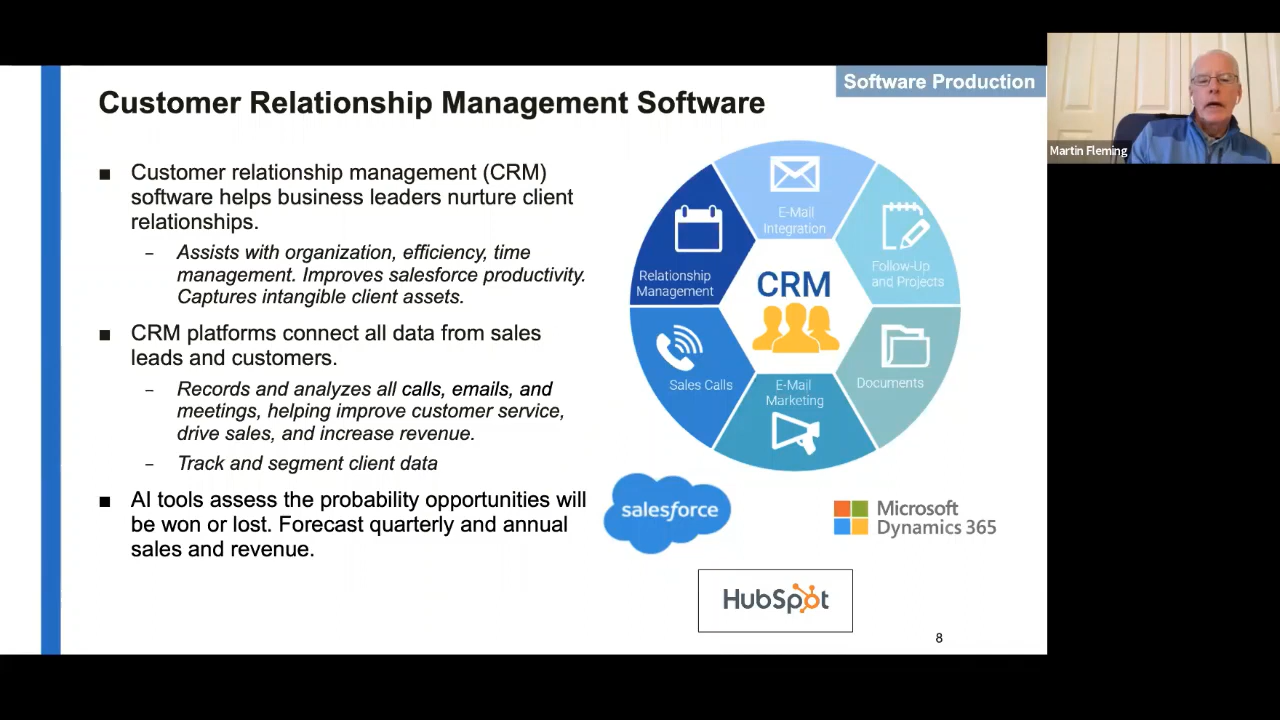 Software Production
Customer Relationship Management Software
Martin Fleming
■ Customer relationship management (CRM)
software helps business leaders nurture client
relationships.
– Assists with organization, efficiency, time
management. Improves salesforce productivity.
Captures intangible client assets.
■ CRM platforms connect all data from sales
leads and customers.
– Records and analyzes all calls, emails, and
meetings, helping improve customer service,
drive sales, and increase revenue.
– Track and segment client data
■ AI tools assess the probability opportunities will
be won or lost. Forecast quarterly and annual
sales and revenue.
E-Mail
Integration
Follow-Up
and Projects
Relationship
Management
CRM
Sales Calls
E-Mail
Marketing
Documents
salesforce
Microsoft
Dynamics 365
HubSpot
8